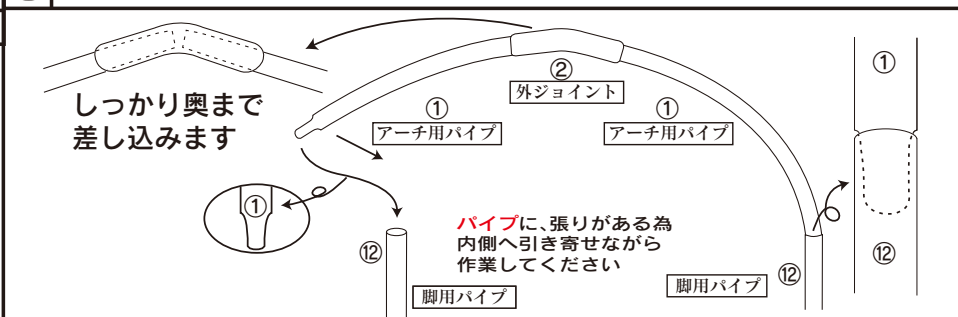 しっかり奥まで
差し込みます
②
外ジョイント
①
アーチ用パイプ
①
アーチ用パイプ
①
①
パイプに、張りがある為
内側へ引き寄せながら
作業してください
⑫
脚用パイプ
⑫
脚用パイプ
⑫